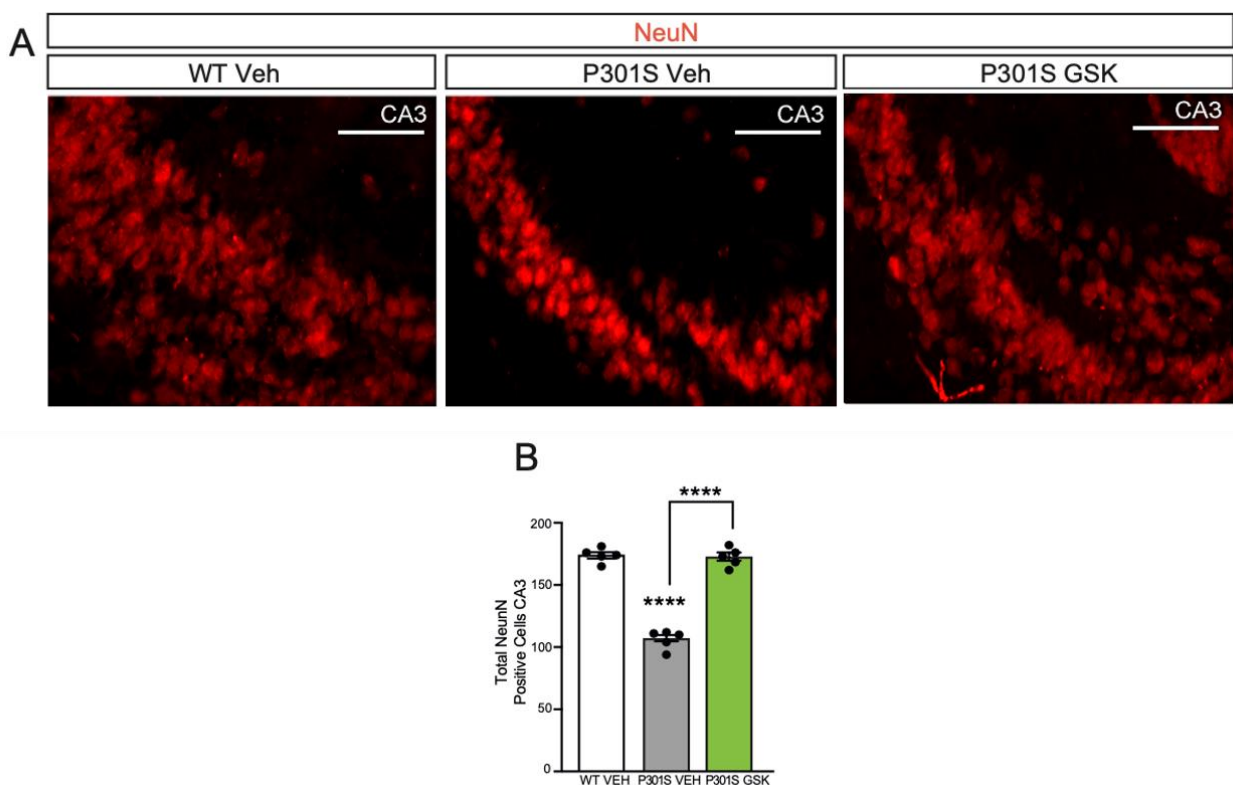 A
NeuN
WT Veh
P301S Veh
P301S GSK
CA3
CA3
CA3
B
****
****
200
150
100
50
0
Total NeunN
Positive Cells CA3
WT VEH
P301S VEH
P301S GSK